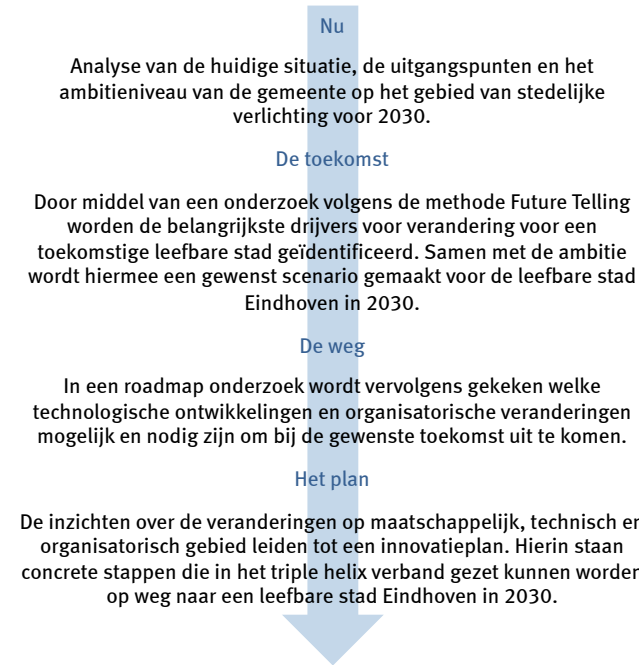 Nu
Analyse van de huidige situatie, de uitgangspunten en het
ambitieniveau van de gemeente op het gebied van stedelijke
verlichting voor 2030.
De toekomst
Door middel van een onderzoek volgens de methode Future Telling
worden de belangrijkste drijvers voor verandering voor een
toekomstige leefbare stad geïdentificeerd. Samen met de ambitie
wordt hiermee een gewenst scenario gemaakt voor de leefbare stad
Eindhoven in 2030.
De weg
In een roadmap onderzoek wordt vervolgens gekeken welke
technologische ontwikkelingen en organisatorische veranderingen
mogelijk en nodig zijn om bij de gewenste toekomst uit te komen.
Het plan
De inzichten over de veranderingen op maatschappelijk, technisch en
organisatorisch gebied leiden tot een innovatieplan. Hierin staan
concrete stappen die in het triple helix verband gezet kunnen worden
op weg naar een leefbare stad Eindhoven in 2030.